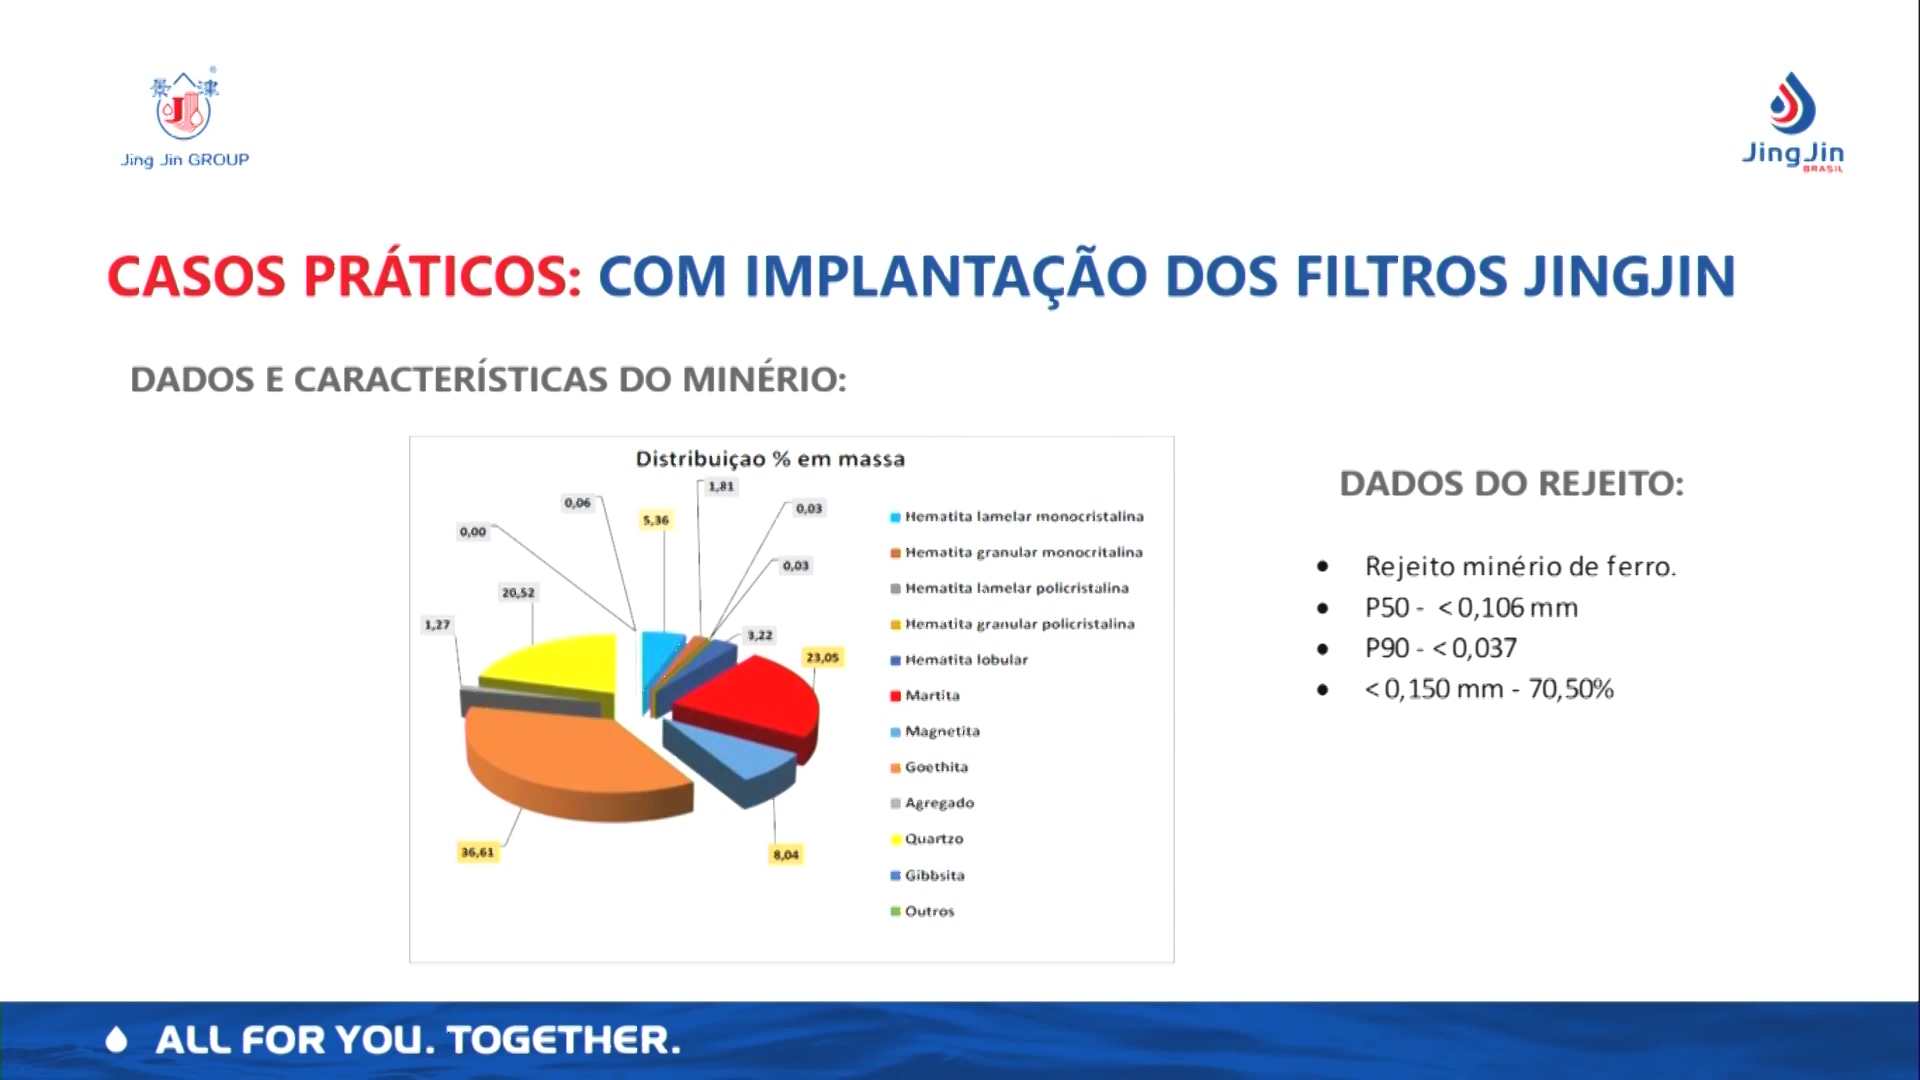 景津®
Jing Jin GROUP
JingJin
BRASIL
CASOS PRÁTICOS: COM IMPLANTAÇÃO DOS FILTROS JINGJIN
DADOS E CARACTERÍSTICAS DO MINÉRIO:
Distribuiçao % em massa
0,00
0,06
5,36
1,81
0,03
0,03
3,22
23,05
8,04
36,61
1,27
20,52
Hematita lamelar monocristalina
Hematita granular monocritalina
Hematita lamelar policristalina
Hematita granular policristalina
Hematita lobular
Martita
Magnetita
Goethita
Agregado
Quartzo
Gibbsita
Outros
DADOS DO REJEITO:
• Rejeito minério de ferro.
• P50 - < 0,106 mm
• P90 - < 0,037
• < 0,150 mm - 70,50%
ALL FOR YOU. TOGETHER.